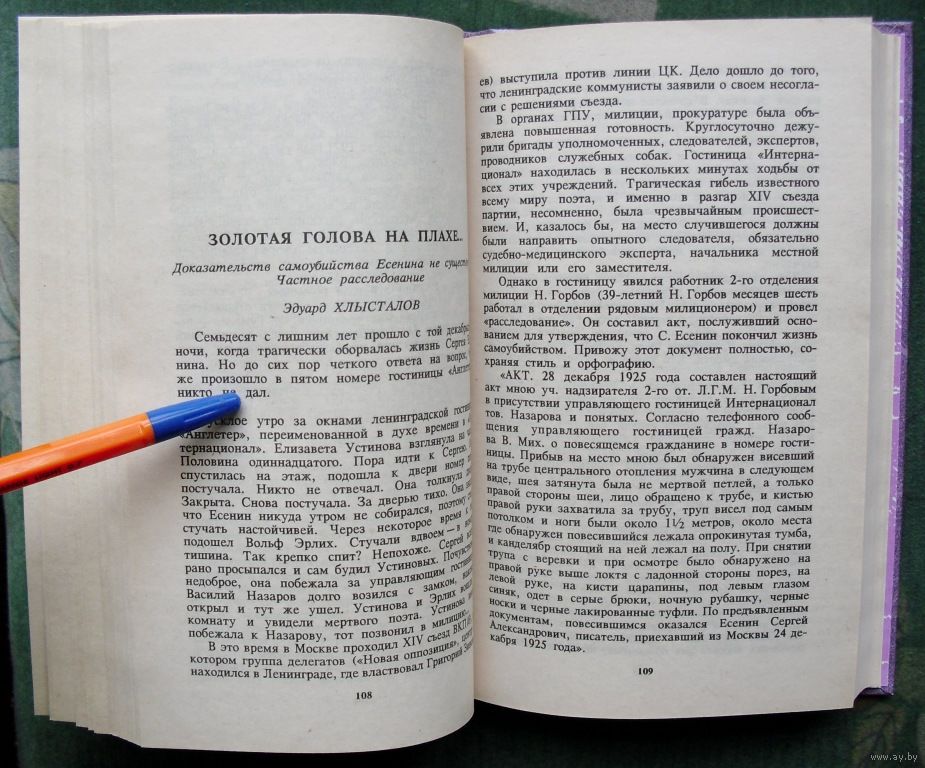 ЗОЛОТАЯ ГОЛОВА НА ПЛАХЕ...
Доказательств самоубийства Есенина не
Частное расследование
Эдуард ХЛЫСТАЛОВ
Семьдесят с лишним лет прошло с той
ночи, когда трагически оборвалась жизнь Сергея
нина. Но до сих пор четкого ответа на вопрос,
же произошло в пятом номере гостиницы
никто не дал.
утро за окнами ленинградской
«Англетер», переименованной в духе времени в
тернационал». Елизавета Устинова взглянула на
Половина одиннадцатого. Пора идти к Сергею.
спустилась на этаж, подошла к двери номер
постучала. Никто не отвечал. Она толкнула
Закрыта. Снова постучала. За дверью тихо. Она
что Есенин никуда утром не собирался, поэтому
стучать настойчивей. Через некоторое время к
подошел Вольф Эрлих. Стучали вдвоем — в
тишина. Так крепко спит? Непохоже. Сергей
рано просыпался и сам будил Устиновых.
недоброе, она побежала за управляющим
Василий Назаров долго возился с замком,
открыл и тут же ушел. Устинова и Эрлих
комнату и увидели мертвого поэта. Устинова
побежала к Назарову, тот позвонил в милицию.
В это время в Москве проходил XIV съезд
котором группа делегатов («Новая оппозиция»,
находился в Ленинграде, где властвовал Григорий
108
ев) выступила против линии ЦК. Дело дошло до того,
что ленинградские коммунисты заявили о своем несогла-
сии с решениями съезда.
В органах ГПУ, милиции, прокуратуре была объ-
явлена повышенная готовность. Круглосуточно дежу-
рили бригады уполномоченных, следователей, экспертов,
проводников служебных собак. Гостиница «Интерна-
ционал» находилась в нескольких минутах ходьбы от
всех этих учреждений. Трагическая гибель известного
всему миру поэта, и именно в разгар XIV съезда
партии, несомненно, была чрезвычайным происшест-
вием. И, казалось бы, на место случившегося должны
были направить опытного следователя, обязательно
судебно-медицинского эксперта, начальника местной
милиции или его заместителя.
Однако в гостиницу явился работник 2-го отделения
милиции Н. Горбов (39-летний Н. Горбов месяцев шесть
работал в отделении рядовым милиционером) и провел
«расследование». Он составил акт, послуживший осно-
ванием для утверждения, что С. Есенин покончил жизнь
самоубийством. Привожу этот документ полностью, со-
храняя стиль и орфографию.
«АКТ. 28 декабря 1925 года составлен настоящий
акт мною уч. надзирателя 2-го от. Л.Г.М. Н. Горбовым
в присутствии управляющего гостиницей Интернационал
тов. Назарова и понятых. Согласно телефонного сооб-
щения управляющего гостиницей гражд. Назаро-
ва В. Мих. о повесящемся гражданине в номере гости-
ницы. Прибыв на место мною был обнаружен висевший
на трубе центрального отопления мужчина в следующем
виде, шея затянута была не мертвой петлей, а только
правой стороны шеи, лицо обращено к трубе, и кистью
правой руки захватила за трубу, труп висел под самым
потолком и ноги были около 1½ метров, около места
где обнаружен повесившийся лежала опрокинутая тумба,
и канделябр стоящий на ней лежал на полу. При снятии
трупа с веревки и при осмотре было обнаружено на
правой руке выше локтя с ладонной стороны порез, на
левой руке, на кисти царапины, под левым глазом
синяк, одет в серые брюки, ночную рубашку, черные
носки и черные лакированные туфли. По предъявленным
документам, повесившимся оказался Есенин Сергей
Александрович, писатель, приехавший из Москвы 24 де-
кабря 1925 года».
109
www.ay.by